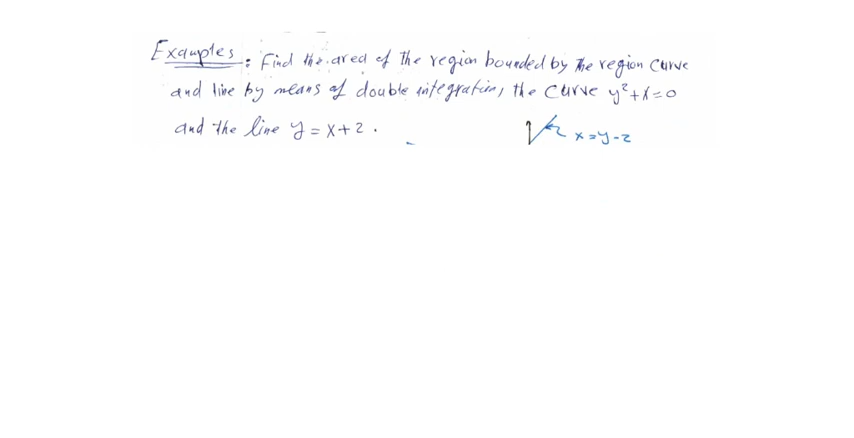 Examples : Find the area of the region bounded by the region curve
and line by means of double integration, the curve y²+x=0
and the line y = x+2 .
x=y-2